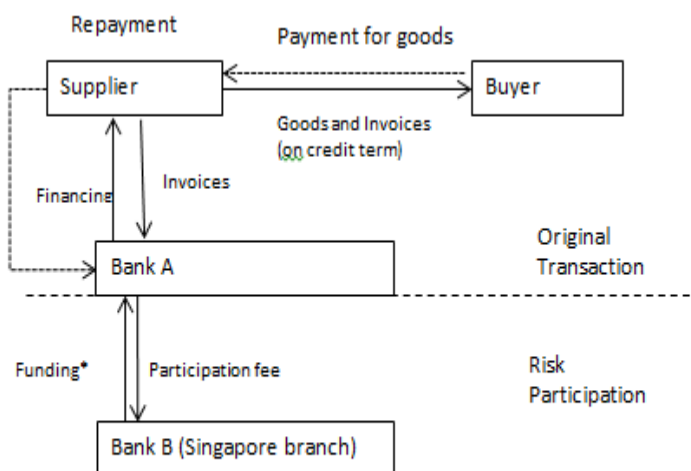 Repayment
Payment for goods
Supplier
Buyer
Goods and Invoices
(on credit term)
Invoices
Financing
Original
Transaction
Bank A
Funding*
Participation fee
Risk
Participation
Bank B (Singapore branch)